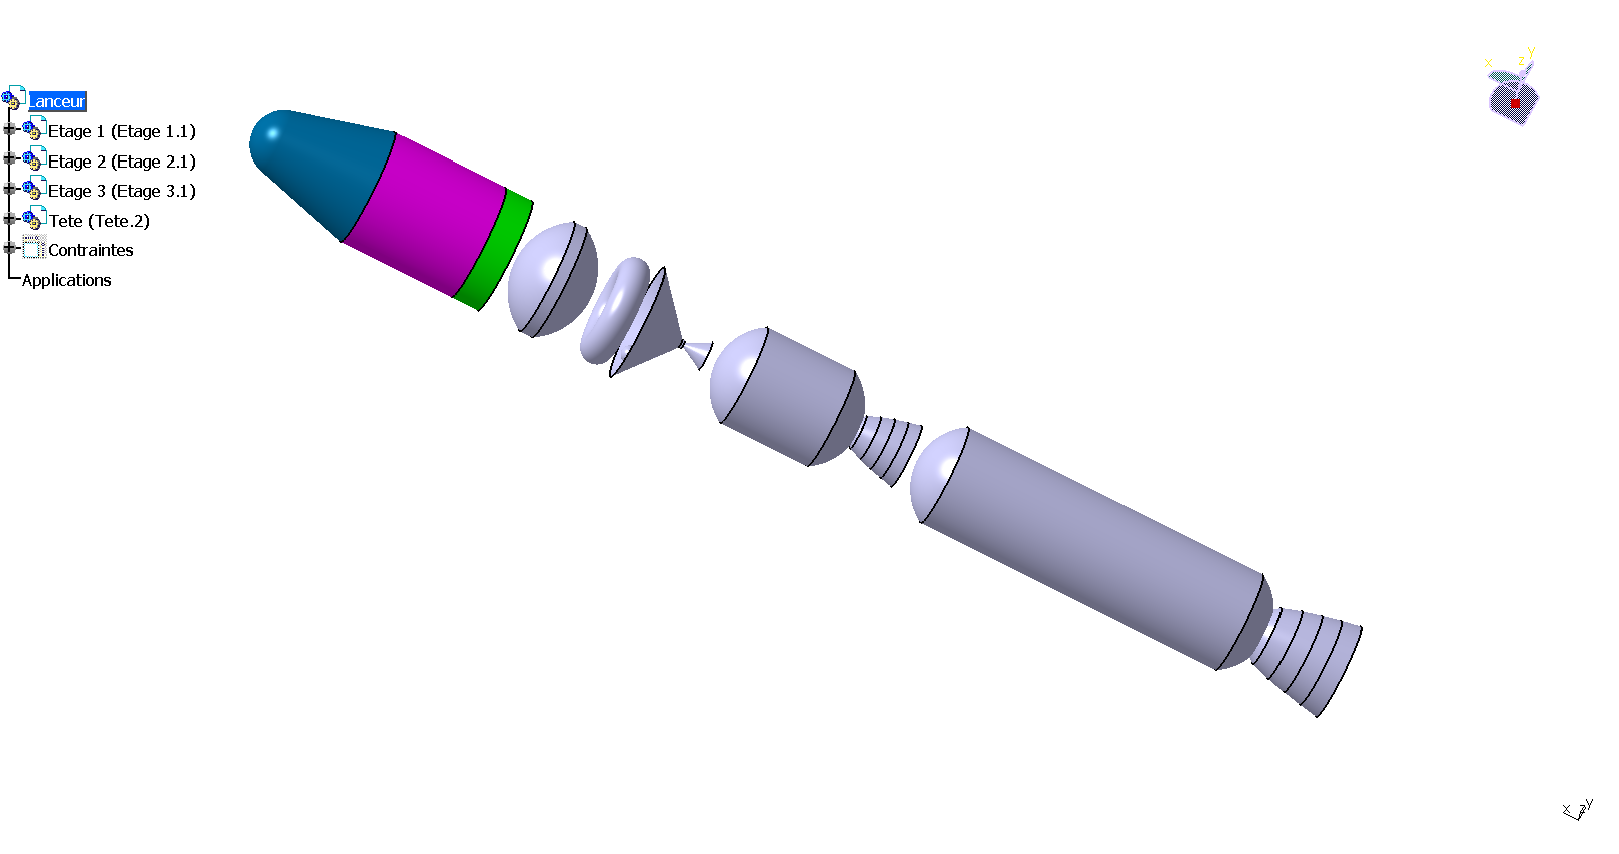 Lanceur
Etage 1 (Etage 1.1)
Etage 2 (Etage 2.1)
Etage 3 (Etage 3.1)
Tete (Tete.2)
Contraintes
Applications
x z y
x z y